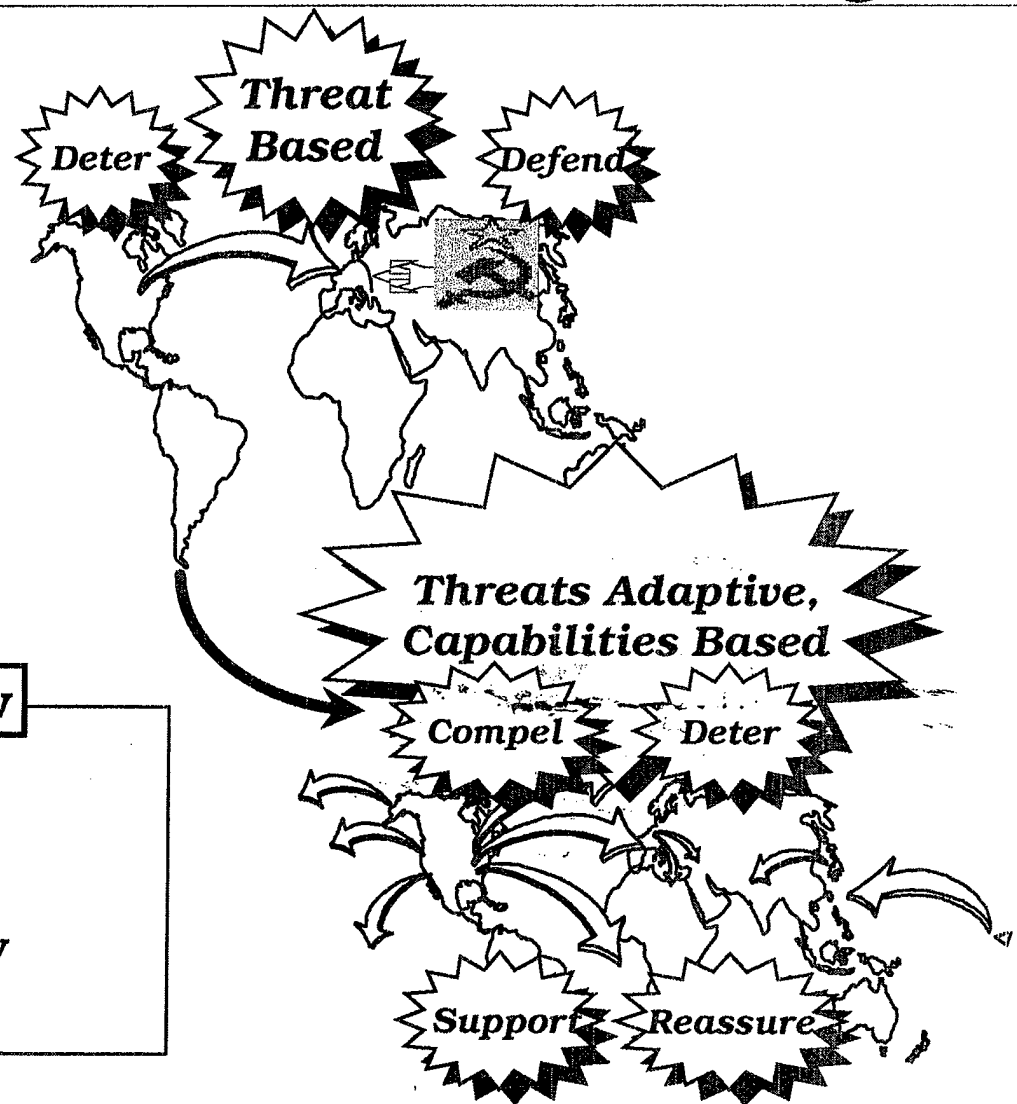 Threat
Based
Deter
Defend
Threats Adaptive,
Capabilities Based
Compel
Deter
Support
Reassure